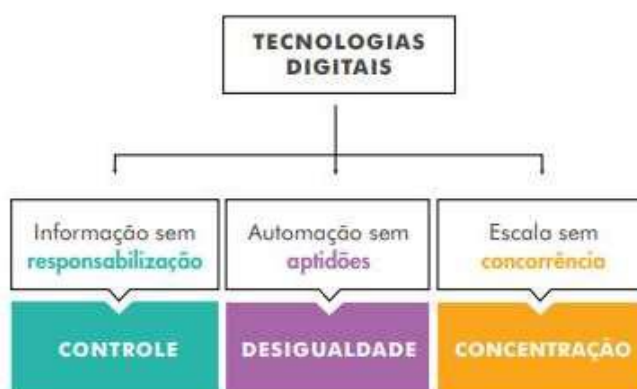 TECNOLOGIAS
DIGITAIS
Informação sem
responsabilização
Automação sem
aptidões
Escala sem
concorrência
CONTROLE
DESIGUALDADE
CONCENTRAÇÃO